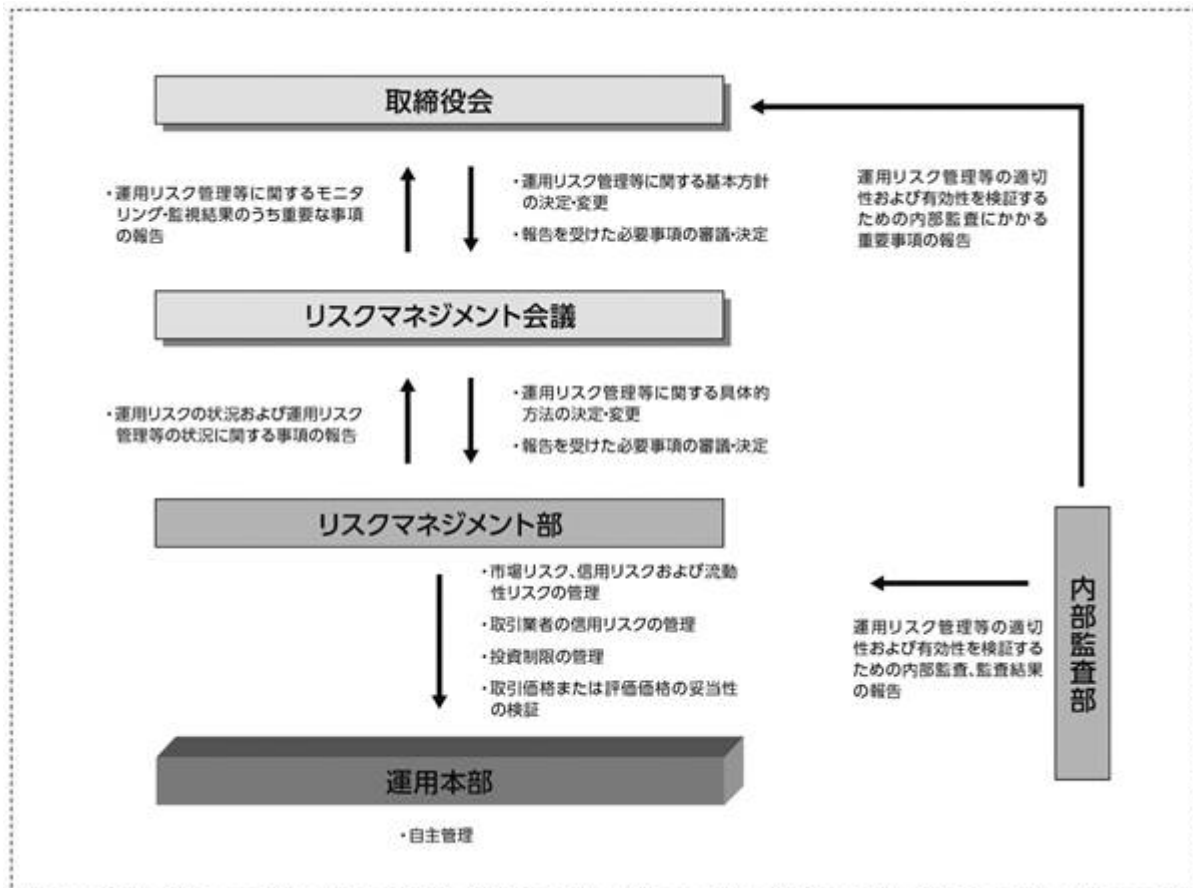 取締役会
・運用リスク管理等に関するモニタ
リング・監視結果のうち重要な事項
の報告
・運用リスク管理等に関する基本方針
の決定・変更
・報告を受けた必要事項の審議・決定
運用リスク管理等の適切
性および有効性を検証する
ための内部監査にかかる
重要事項の報告
リスクマネジメント会議
・運用リスクの状況および運用リスク
管理等の状況に関する事項の報告
・運用リスク管理等に関する具体的
方法の決定・変更
・報告を受けた必要事項の審議・決定
リスクマネジメント部
・市場リスク、信用リスクおよび流動
性リスクの管理
・取引業者の信用リスクの管理
・投資制限の管理
・取引価格または評価価格の妥当性
の検証
運用リスク管理等の適切
性および有効性を検証する
ための内部監査、監査結果
の報告
内部監査部
運用本部
・自主管理